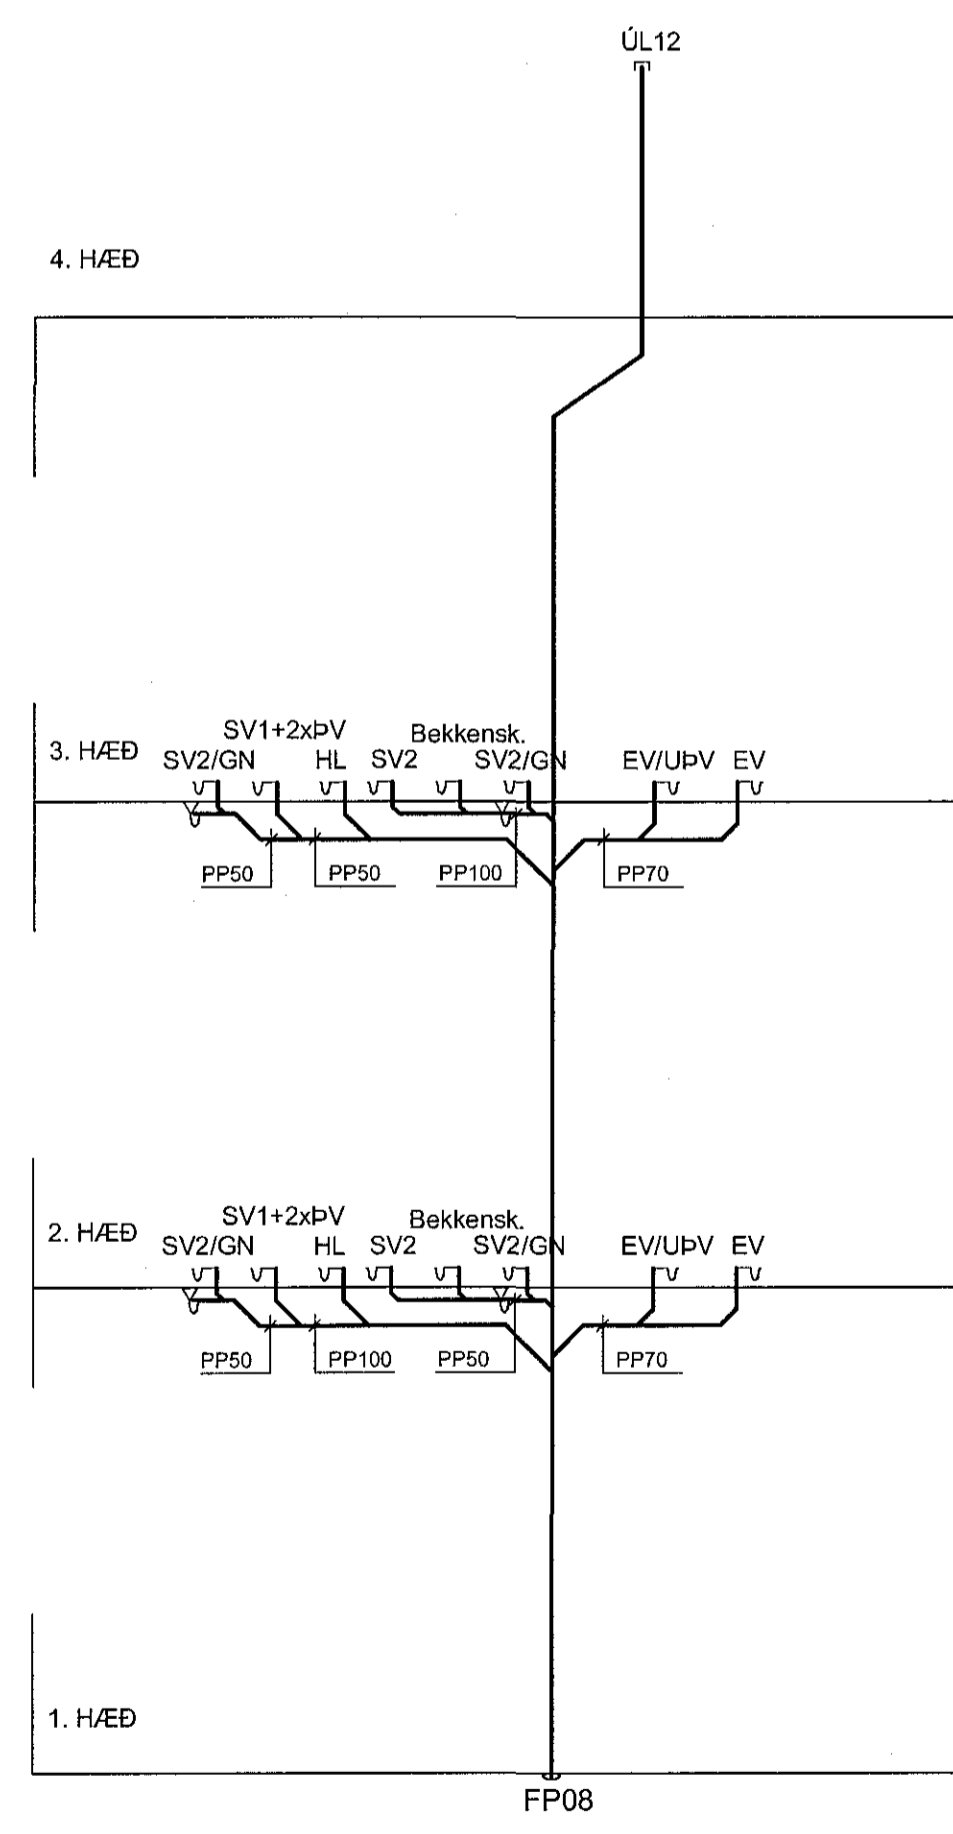 ÚL12
4. HÆÐ
3. HÆÐ
SV1+2xÞV
Bekkensk.
SV2/GN
HL
SV2
SV2/GN
EV/UÞV
EV
PP50
PP50
PP100
PP70
2. HÆÐ
SV1+2xÞV
Bekkensk.
SV2/GN
HL
SV2
SV2/GN
EV/UÞV
EV
PP50
PP100
PP50
PP70
1. HÆÐ
FP08